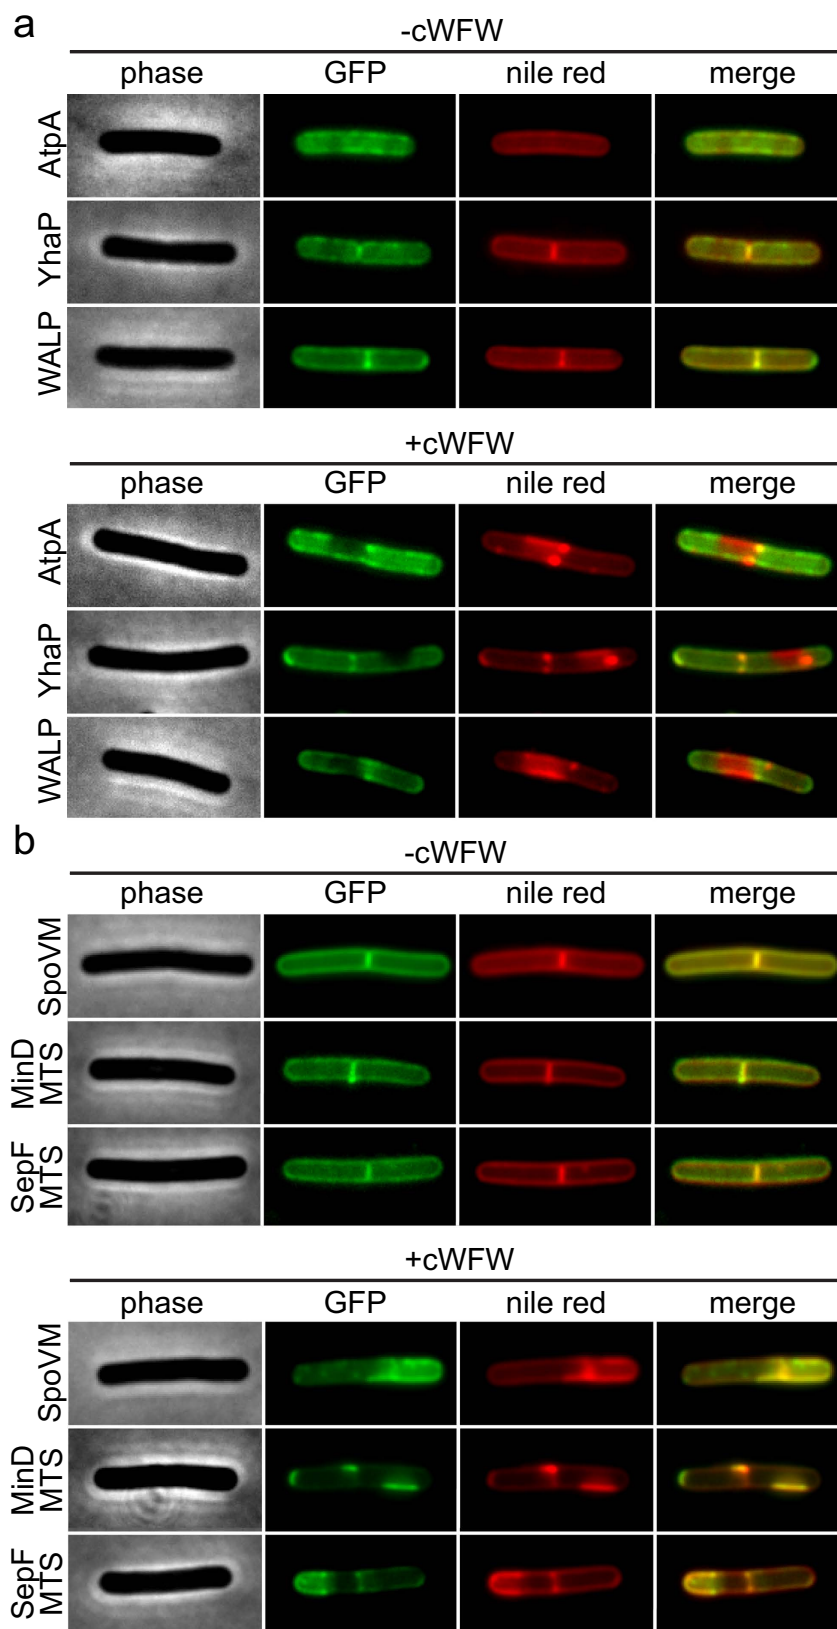 a
-cWFW
phase GFP nile red merge
AtpA
YhaP
WALP
+cWFW
phase GFP nile red merge
AtpA
YhaP
WALP
b
-cWFW
phase GFP nile red merge
SpoVM
MinD
MTS
SepF
MTS
+cWFW
phase GFP nile red merge
SpoVM
MinD
MTS
SepF
MTS